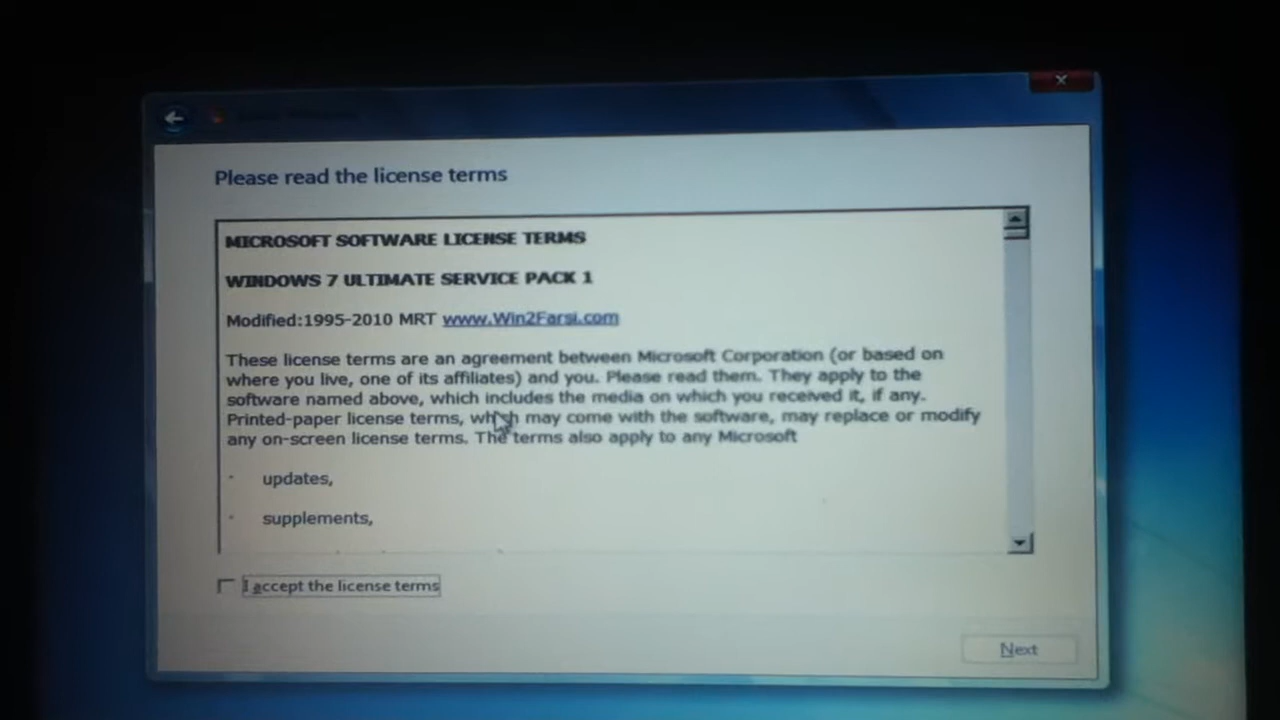 Please read the license terms
MICROSOFT SOFTWARE LICENSE TERMS
WINDOWS 7 ULTIMATE SERVICE PACK 1
Modified:1995-2010 MRT www.Win2Farsi.com
These license terms are an agreement between Microsoft Corporation (or based on
where you live, one of its affiliates) and you. Please read them. They apply to the
software named above, which includes the media on which you received it, if any.
Printed-paper license terms, which may come with the software, may replace or modify
any on-screen license terms. The terms also apply to any Microsoft
· updates,
· supplements,
I accept the license terms
Next